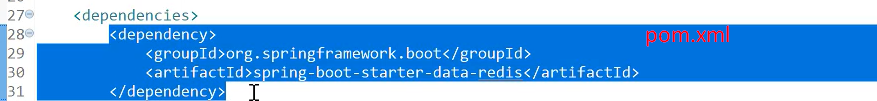 27 <dependencies>
28 <dependency> pom.xml
29 <groupId>org.springframework.boot</groupId>
30 <artifactId>spring-boot-starter-data-redis</artifactId>
31 </dependency>